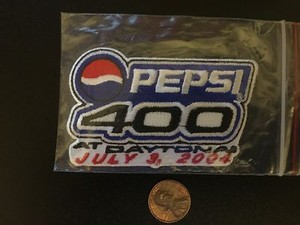 PEPSI
400
AT DAYTONA
JULY 3, 2004